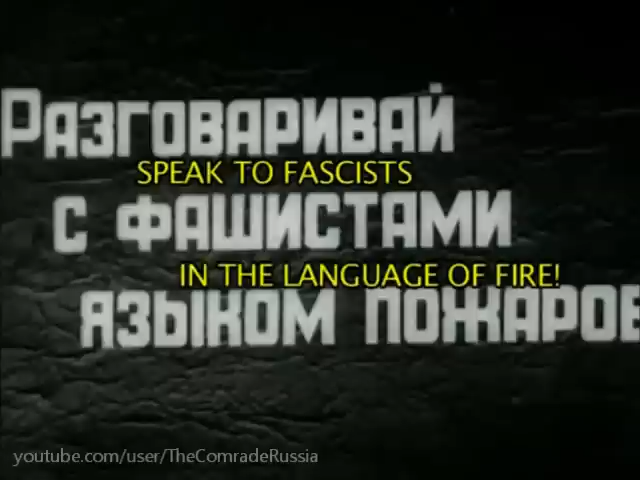 РАЗГОВАРИВАЙ
SPEAK TO FASCISTS
С ФАШИСТАМИ
IN THE LANGUAGE OF FIRE!
ЯЗЫКОМ ПОЖАРОВ
youtube.com/user/TheComradeRussia